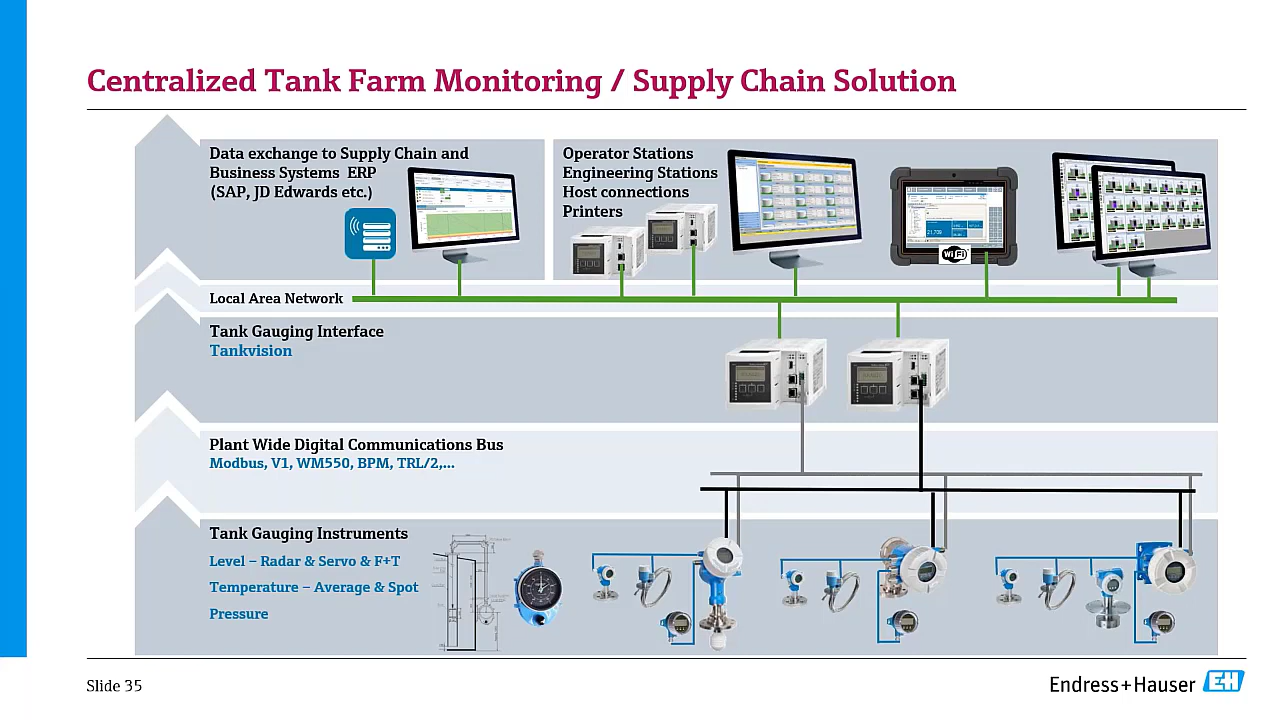 Centralized Tank Farm Monitoring / Supply Chain Solution
Data exchange to Supply Chain and
Business Systems ERP
(SAP, JD Edwards etc.)
Operator Stations
Engineering Stations
Host connections
Printers
WiFi
Local Area Network
Tank Gauging Interface
Tankvision
Plant Wide Digital Communications Bus
Modbus, V1, WM550, BPM, TRL/2,...
Tank Gauging Instruments
Level – Radar & Servo & F+T
Temperature – Average & Spot
Pressure
Slide 35
Endress+Hauser
EH